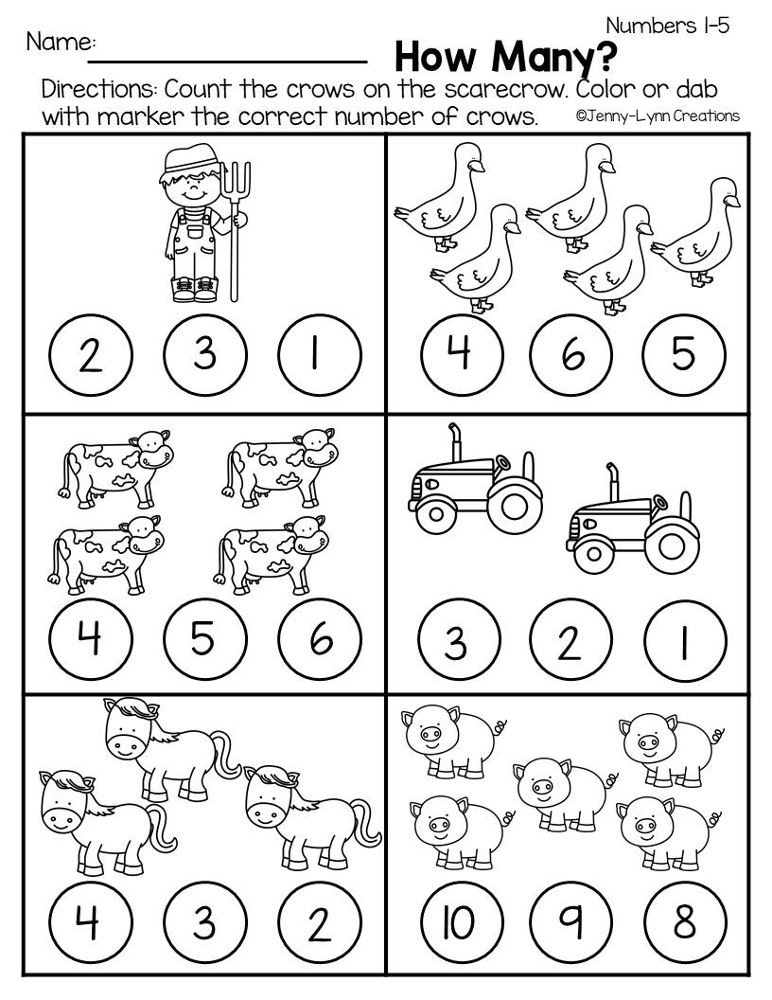 Numbers 1-5
Name:
How Many?
Directions: Count the crows on the scarecrow. Color or dab
with marker the correct number of crows.
©Jenny-Lynn Creations
2 3 1
4 6 5
4 5 6
3 2 1
4 3 2
10 9 8